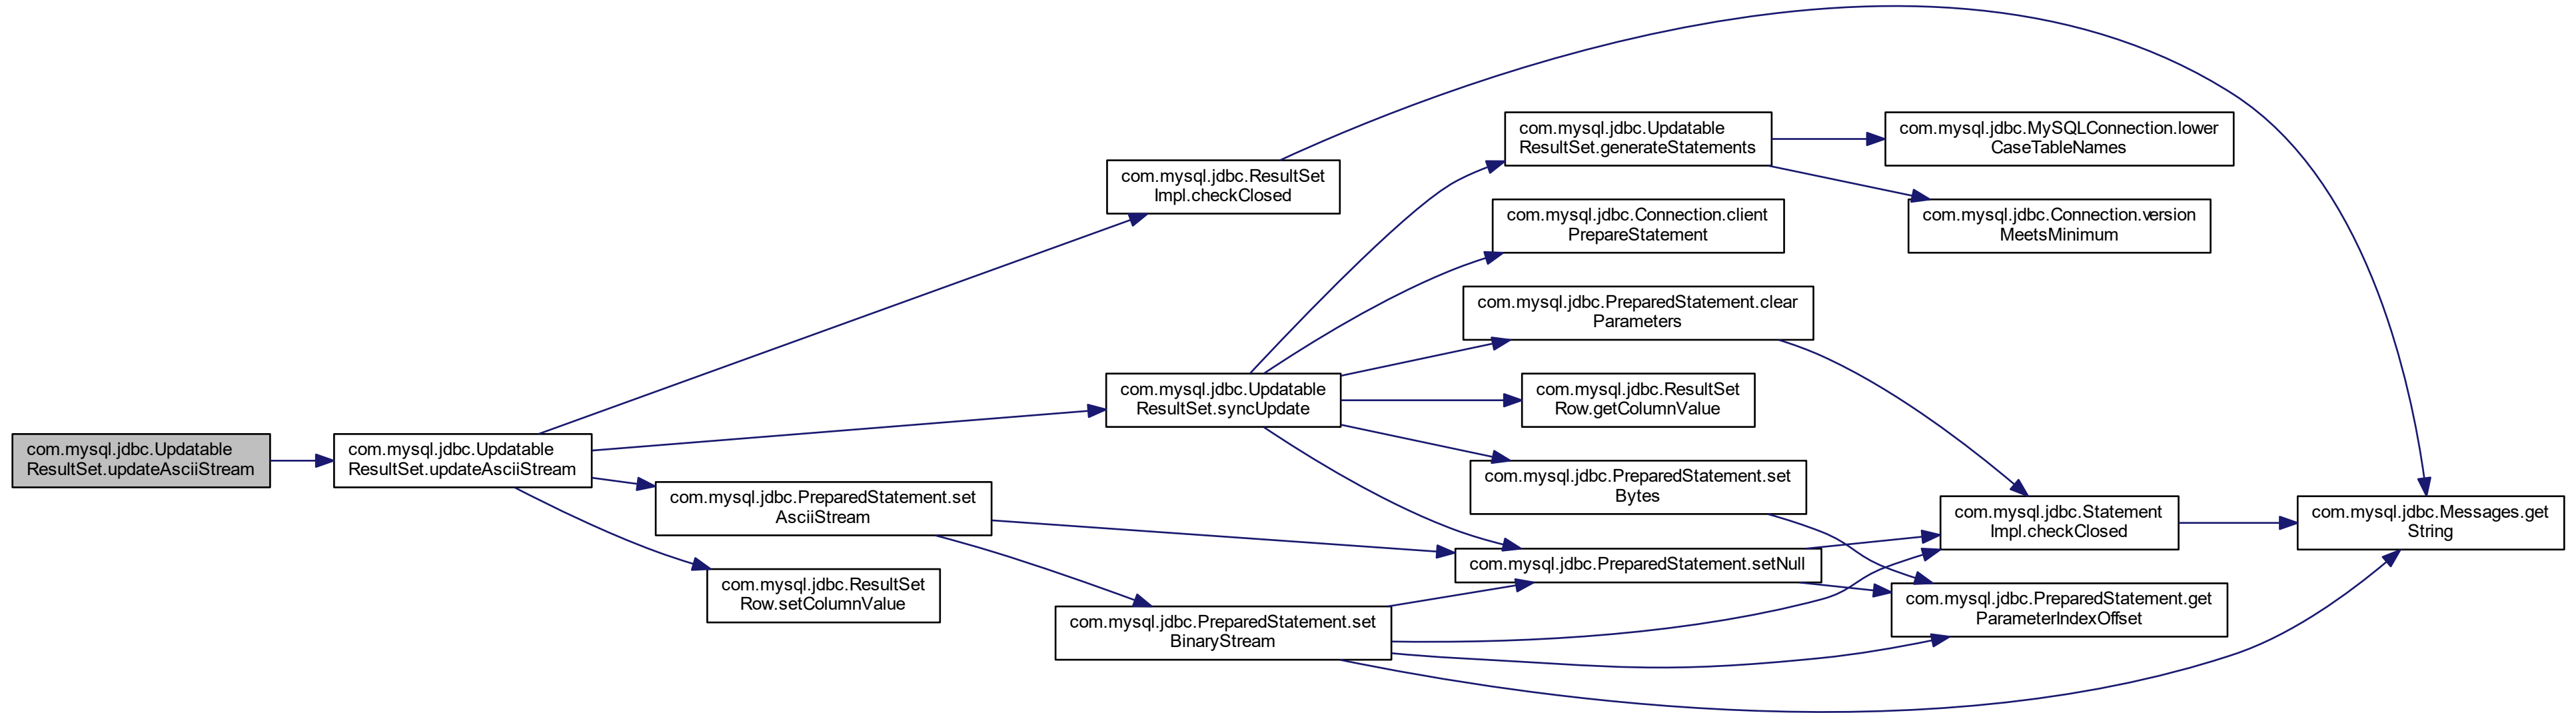 com.mysql.jdbc.Updatable
ResultSet.updateAsciiStream
com.mysql.jdbc.Updatable
ResultSet.updateAsciiStream
com.mysql.jdbc.ResultSet
Impl.checkClosed
com.mysql.jdbc.Updatable
ResultSet.syncUpdate
com.mysql.jdbc.PreparedStatement.set
AsciiStream
com.mysql.jdbc.ResultSet
Row.setColumnValue
com.mysql.jdbc.PreparedStatement.set
BinaryStream
com.mysql.jdbc.Updatable
ResultSet.generateStatements
com.mysql.jdbc.Connection.client
PrepareStatement
com.mysql.jdbc.PreparedStatement.clear
Parameters
com.mysql.jdbc.ResultSet
Row.getColumnValue
com.mysql.jdbc.PreparedStatement.set
Bytes
com.mysql.jdbc.PreparedStatement.setNull
com.mysql.jdbc.MySQLConnection.lower
CaseTableNames
com.mysql.jdbc.Connection.version
MeetsMinimum
com.mysql.jdbc.Statement
Impl.checkClosed
com.mysql.jdbc.PreparedStatement.get
ParameterIndexOffset
com.mysql.jdbc.Messages.get
String